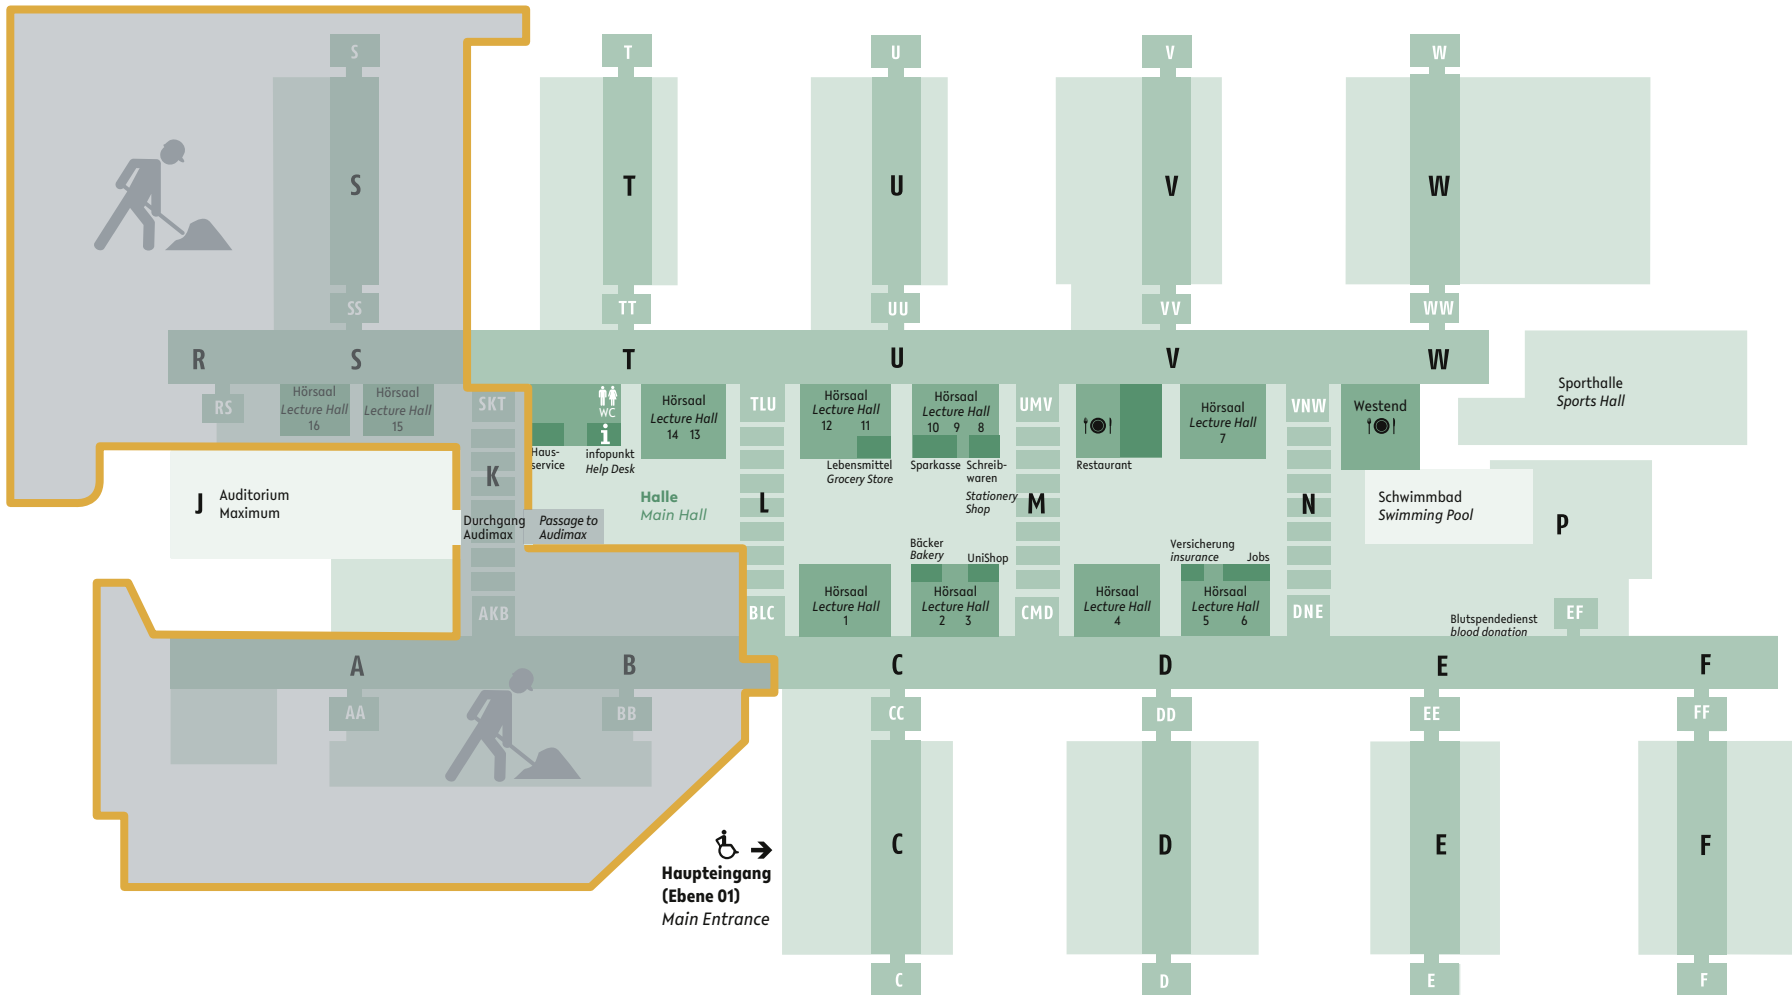 S
T
U
V
W
S
T
U
V
W
SS
TT
UU
VV
WW
R
S
T
U
V
W
RS
Hörsaal
Lecture Hall
16
Hörsaal
Lecture Hall
15
SKT
WC
Haus-
service
infopunkt
Help Desk
Hörsaal
Lecture Hall
14 13
TLU
Hörsaal
Lecture Hall
12 11
Lebensmittel
Grocery Store
Hörsaal
Lecture Hall
10 9 8
Sparkasse
Schreib-
waren
Stationery
Shop
UMV
Restaurant
Hörsaal
Lecture Hall
7
VNW
Westend
Sporthalle
Sports Hall
J
Auditorium
Maximum
K
Durchgang
Audimax
Passage to
Audimax
Halle
Main Hall
L
M
N
Schwimmbad
Swimming Pool
P
Bäcker
Bakery
UniShop
Versicherung
insurance
Jobs
AKB
BLC
Hörsaal
Lecture Hall
1
Hörsaal
Lecture Hall
2 3
CMD
Hörsaal
Lecture Hall
4
Hörsaal
Lecture Hall
5 6
DNE
Blutspendedienst
blood donation
EF
A
B
C
D
E
F
AA
BB
CC
DD
EE
FF
Haupteingang
(Ebene 01)
Main Entrance
C
D
E
F
C
D
E
F